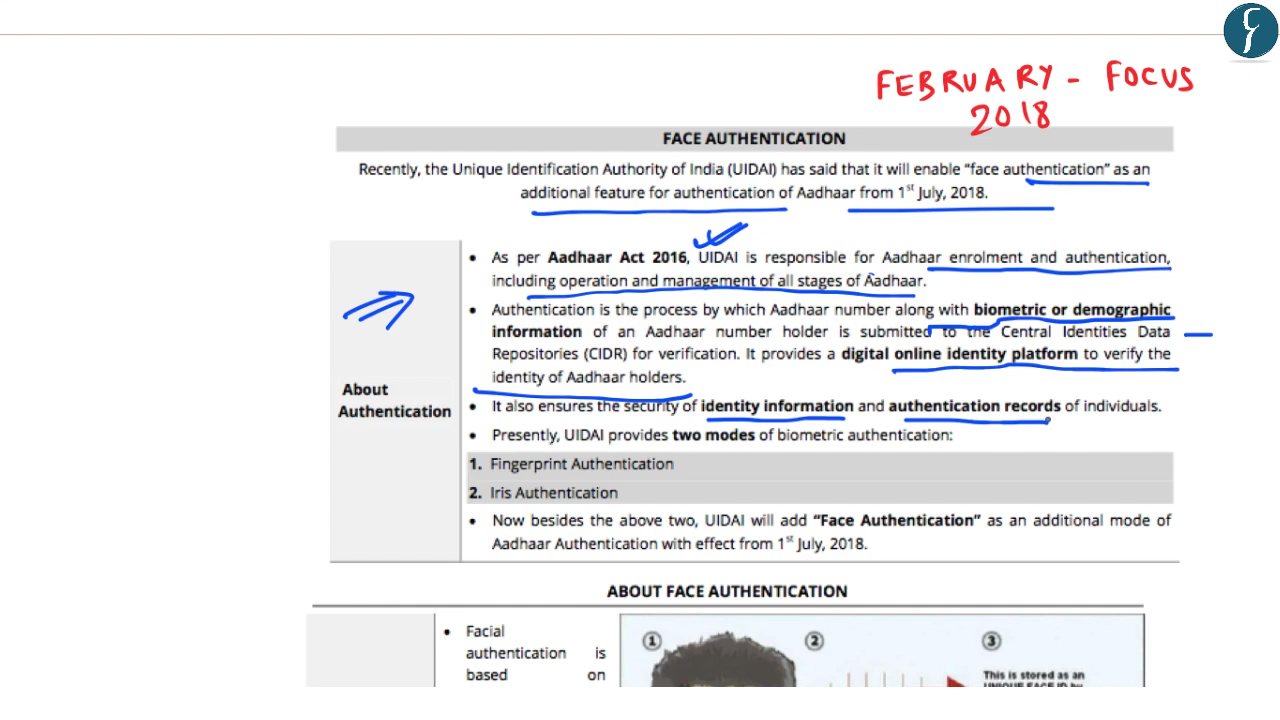 FEBRUARY - FOCUS
2018
FACE AUTHENTICATION
Recently, the Unique Identification Authority of India (UIDAI) has said that it will enable “face authentication” as an
additional feature for authentication of Aadhaar from 1st July, 2018.
• As per Aadhaar Act 2016, UIDAI is responsible for Aadhaar enrolment and authentication,
including operation and management of all stages of Aadhaar.
• Authentication is the process by which Aadhaar number along with biometric or demographic
information of an Aadhaar number holder is submitted to the Central Identities Data
Repositories (CIDR) for verification. It provides a digital online identity platform to verify the
identity of Aadhaar holders.
About
Authentication
• It also ensures the security of identity information and authentication records of individuals.
• Presently, UIDAI provides two modes of biometric authentication:
1. Fingerprint Authentication
2. Iris Authentication
• Now besides the above two, UIDAI will add “Face Authentication” as an additional mode of
Aadhaar Authentication with effect from 1st July, 2018.
ABOUT FACE AUTHENTICATION
• Facial
authentication is
based on
1
2
3
This is stored as an
UNIQUE FACE ID by